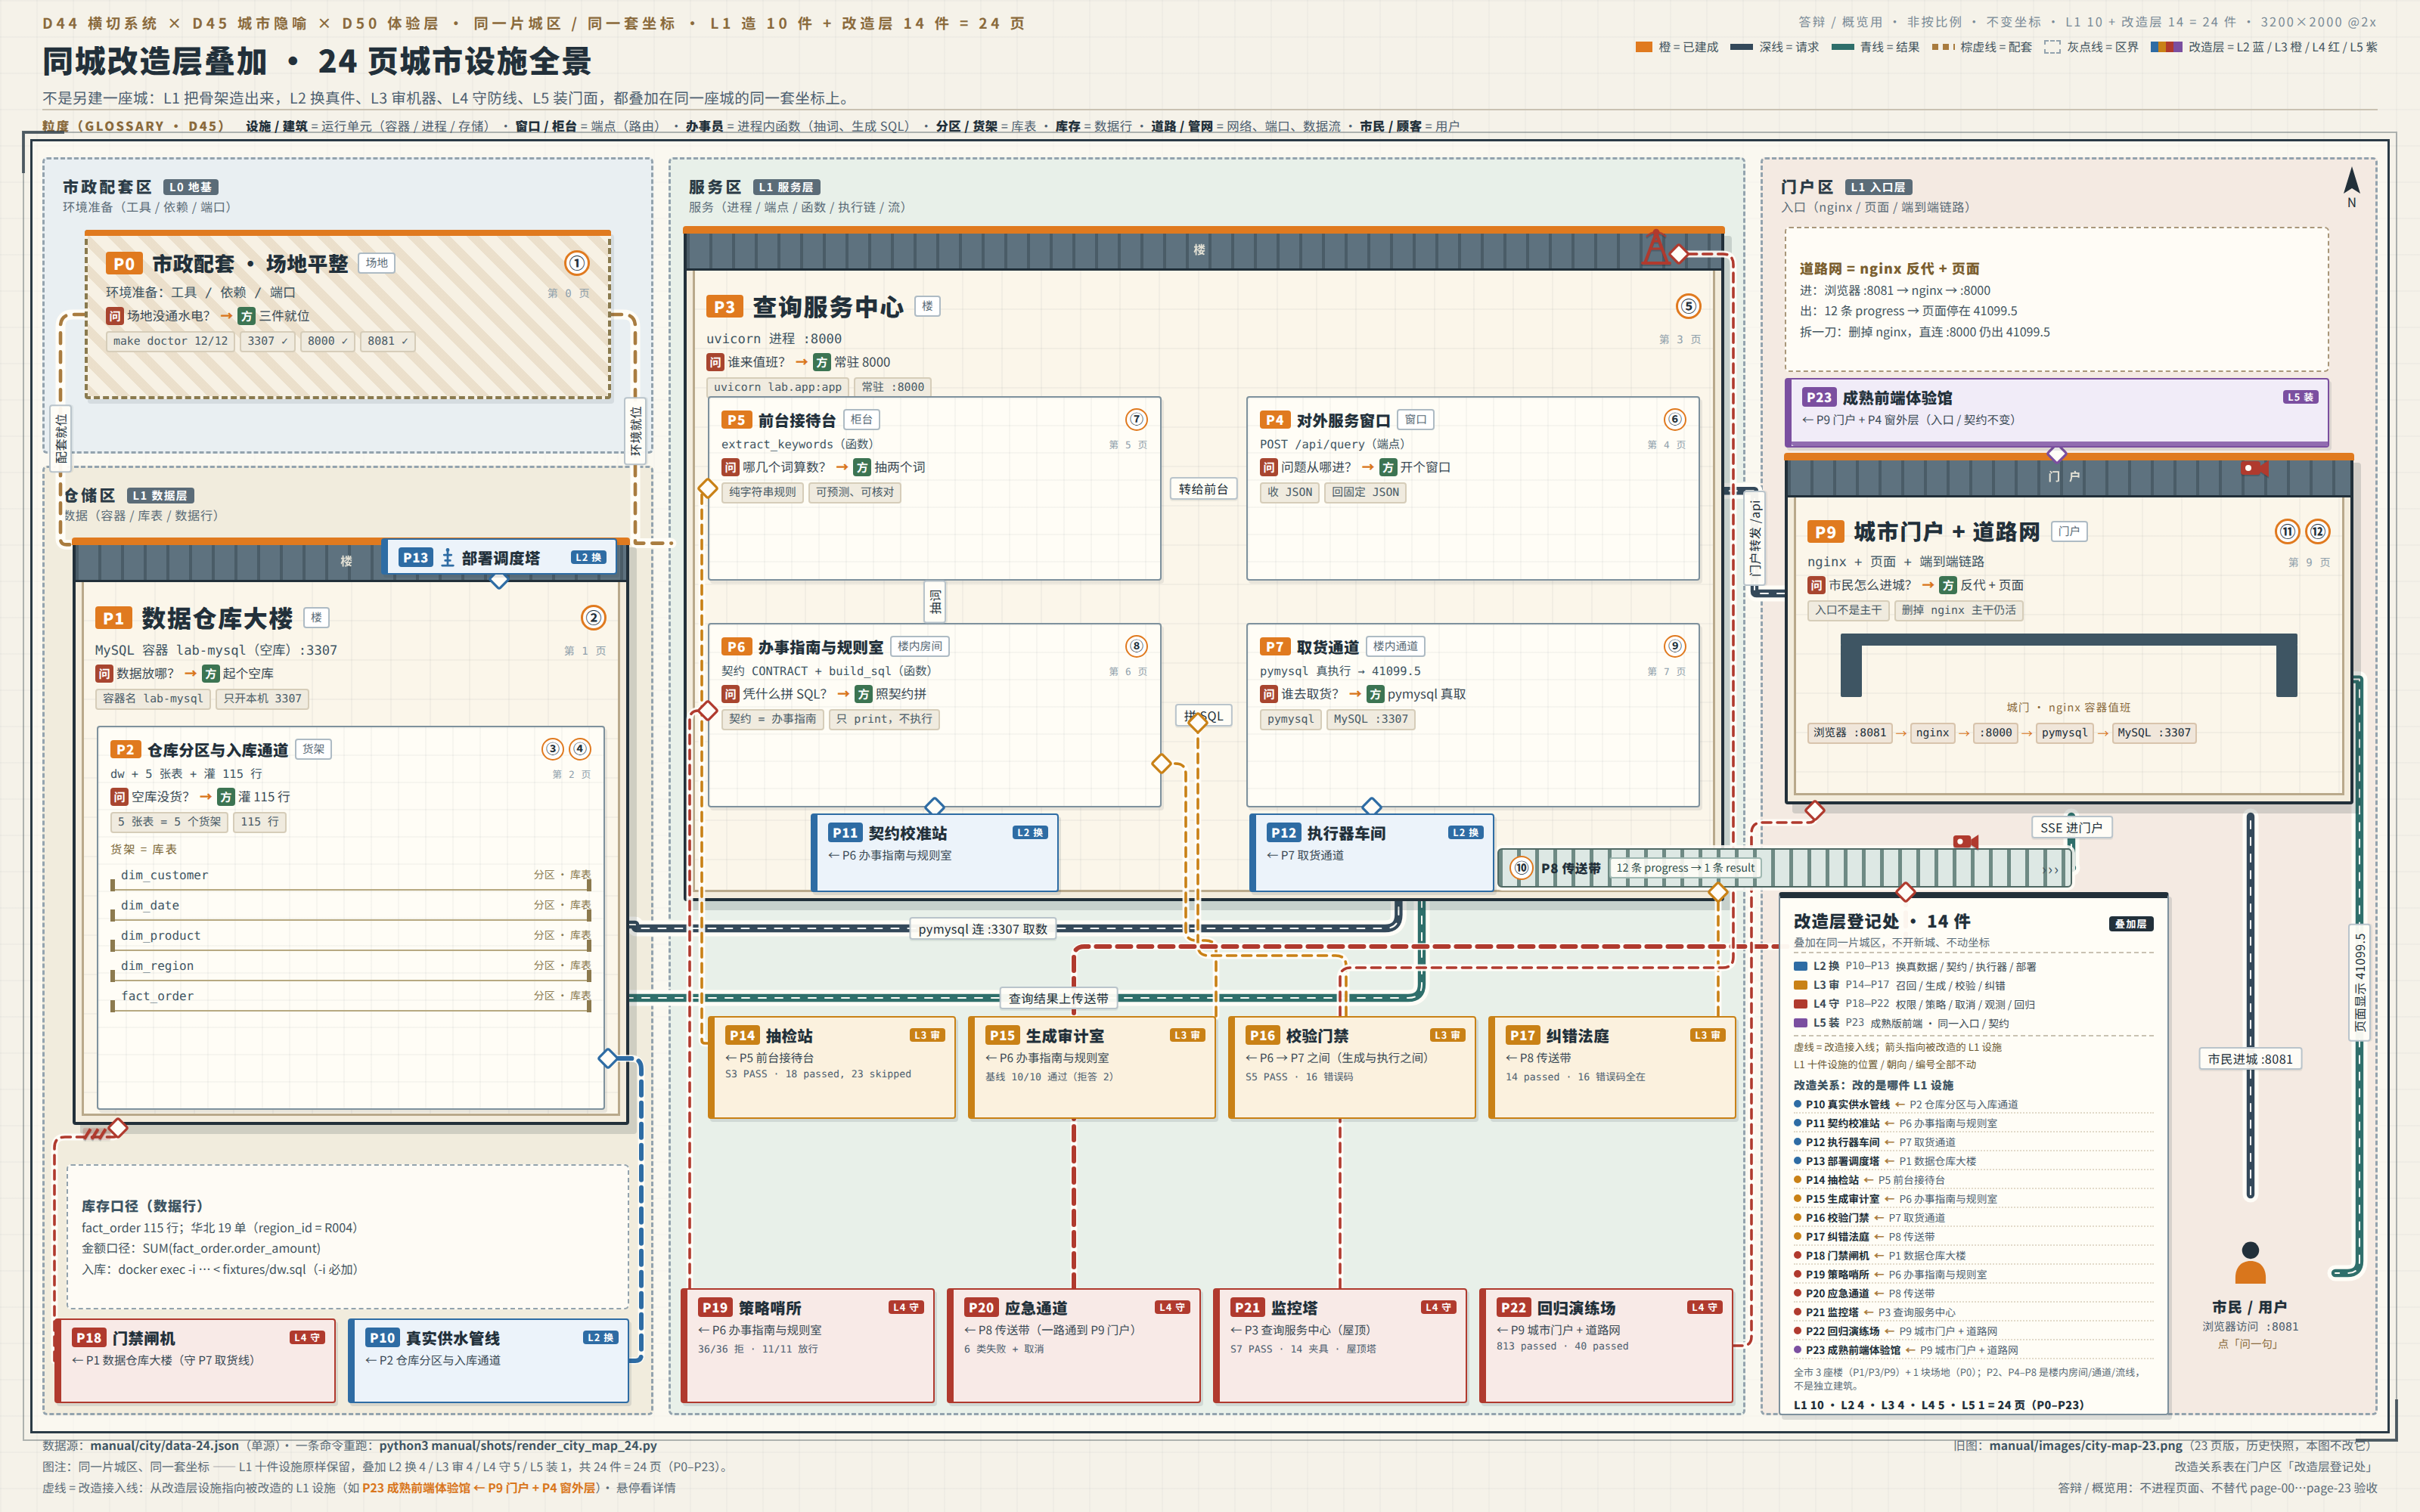 D44 横切系统 × D45 城市隐喻 × D50 体验层 · 同一片城区 / 同一套坐标 · L1 造 10 件 + 改造层 14 件 = 24 页
同城改造层叠加 · 24 页城市设施全景
不是另建一座城：L1 把骨架造出来，L2 换真件、L3 审机器、L4 守防线、L5 装门面，都叠加在同一座城的同一套坐标上。
答辩 / 概览用 · 非按比例 · 不变坐标 · L1 10 + 改造层 14 = 24 件 · 3200×2000 @2x
橙 = 已建成 深线 = 请求 青线 = 结果 棕虚线 = 配套 灰点线 = 区界 改造层 = L2 蓝 / L3 橙 / L4 红 / L5 紫
粒度（GLOSSARY · D45） 设施 / 建筑 = 运行单元（容器 / 进程 / 存储） · 窗口 / 柜台 = 端点（路由） · 办事员 = 进程内函数（抽词、生成 SQL） · 分区 / 货架 = 库表 · 库存 = 数据行 · 道路 / 管网 = 网络、端口、数据流 · 市民 / 顾客 = 用户
市政配套区 L0 地基
环境准备（工具 / 依赖 / 端口）
P0 市政配套 · 场地平整 场地 ①
环境准备：工具 / 依赖 / 端口 第 0 页
问 场地没通水电？ → 方 三件就位
make doctor 12/12 3307 ✓ 8000 ✓ 8081 ✓
配套就位
环境就位
仓储区 L1 数据层
数据（容器 / 库表 / 数据行）
楼
P13 部署调度塔 L2 换
P1 数据仓库大楼 楼 ②
MySQL 容器 lab-mysql（空库）:3307 第 1 页
问 数据放哪？ → 方 起个空库
容器名 lab-mysql 只开本机 3307
P2 仓库分区与入库通道 货架 ③ ④
dw + 5 张表 + 灌 115 行 第 2 页
问 空库没货？ → 方 灌 115 行
5 张表 = 5 个货架 115 行
货架 = 库表
dim_customer 分区 · 库表
dim_date 分区 · 库表
dim_product 分区 · 库表
dim_region 分区 · 库表
fact_order 分区 · 库表
库存口径（数据行）
fact_order 115 行；华北 19 单（region_id = R004）
金额口径：SUM(fact_order.order_amount)
入库：docker exec -i … < fixtures/dw.sql（-i 必加）
P18 门禁闸机 L4 守
← P1 数据仓库大楼（守 P7 取货线）
P10 真实供水管线 L2 换
← P2 仓库分区与入库通道
服务区 L1 服务层
服务（进程 / 端点 / 函数 / 执行链 / 流）
楼
P3 查询服务中心 楼 ⑤
uvicorn 进程 :8000 第 3 页
问 谁来值班？ → 方 常驻 8000
uvicorn lab.app:app 常驻 :8000
P5 前台接待台 柜台 ⑦
extract_keywords（函数） 第 5 页
问 哪几个词算数？ → 方 抽两个词
纯字符串规则 可预测、可核对
转给前台
P4 对外服务窗口 窗口 ⑥
POST /api/query（端点） 第 4 页
问 问题从哪进？ → 方 开个窗口
收 JSON 回固定 JSON
抽词
P6 办事指南与规则室 楼内房间 ⑧
契约 CONTRACT + build_sql（函数） 第 6 页
问 凭什么拼 SQL？ → 方 照契约拼
契约 = 办事指南 只 print，不执行
拼 SQL
P7 取货通道 楼内通道 ⑨
pymysql 真执行 → 41099.5 第 7 页
问 谁去取货？ → 方 pymysql 真取
pymysql MySQL :3307
P11 契约校准站 L2 换
← P6 办事指南与规则室
P12 执行器车间 L2 换
← P7 取货通道
⑩ P8 传送带 12 条 progress → 1 条 result ›››
pymysql 连 :3307 取数
查询结果上传送带
P14 抽检站 L3 审
← P5 前台接待台
S3 PASS · 18 passed, 23 skipped
P15 生成审计室 L3 审
← P6 办事指南与规则室
基线 10/10 通过（拒答 2）
P16 校验门禁 L3 审
← P6 → P7 之间（生成与执行之间）
S5 PASS · 16 错误码
P17 纠错法庭 L3 审
← P8 传送带
14 passed · 16 错误码全在
P19 策略哨所 L4 守
← P6 办事指南与规则室
36/36 拒 · 11/11 放行
P20 应急通道 L4 守
← P8 传送带（一路通到 P9 门户）
6 类失败 + 取消
P21 监控塔 L4 守
← P3 查询服务中心（屋顶）
S7 PASS · 14 夹具 · 屋顶塔
P22 回归演练场 L4 守
← P9 城市门户 + 道路网
813 passed · 40 passed
门户区 L1 入口层
入口（nginx / 页面 / 端到端链路）
N
道路网 = nginx 反代 + 页面
进：浏览器 :8081 → nginx → :8000
出：12 条 progress → 页面停在 41099.5
拆一刀：删掉 nginx，直连 :8000 仍出 41099.5
P23 成熟前端体验馆 L5 装
← P9 门户 + P4 窗外层（入口 / 契约不变）
门 户
门户转发 /api
P9 城市门户 + 道路网 门户 ⑪ ⑫
nginx + 页面 + 端到端链路 第 9 页
问 市民怎么进城？ → 方 反代 + 页面
入口不是主干 删掉 nginx 主干仍活
城门 · nginx 容器值班
浏览器 :8081 → nginx → :8000 → pymysql → MySQL :3307
SSE 进门户
改造层登记处 · 14 件 叠加层
叠加在同一片城区，不开新城、不动坐标
L2 换 P10–P13 换真数据 / 契约 / 执行器 / 部署
L3 审 P14–P17 召回 / 生成 / 校验 / 纠错
L4 守 P18–P22 权限 / 策略 / 取消 / 观测 / 回归
L5 装 P23 成熟版前端 · 同一入口 / 契约
虚线 = 改造接入线；箭头指向被改造的 L1 设施
L1 十件设施的位置 / 朝向 / 编号全部不动
改造关系：改的是哪件 L1 设施
P10 真实供水管线 ← P2 仓库分区与入库通道
P11 契约校准站 ← P6 办事指南与规则室
P12 执行器车间 ← P7 取货通道
P13 部署调度塔 ← P1 数据仓库大楼
P14 抽检站 ← P5 前台接待台
P15 生成审计室 ← P6 办事指南与规则室
P16 校验门禁 ← P7 取货通道
P17 纠错法庭 ← P8 传送带
P18 门禁闸机 ← P1 数据仓库大楼
P19 策略哨所 ← P6 办事指南与规则室
P20 应急通道 ← P8 传送带
P21 监控塔 ← P3 查询服务中心
P22 回归演练场 ← P9 城市门户 + 道路网
P23 成熟前端体验馆 ← P9 城市门户 + 道路网
全市 3 座楼（P1/P3/P9）+ 1 块场地（P0）；P2、P4–P8 是楼内房间/通道/流线，
不是独立建筑。
L1 10 · L2 4 · L3 4 · L4 5 · L5 1 = 24 页（P0–P23）
市民进城 :8081
页面显示 41099.5
市民 / 用户
浏览器访问 :8081
点「问一句」
数据源：manual/city/data-24.json（单源）· 一条命令重跑：python3 manual/shots/render_city_map_24.py
图注：同一片城区、同一套坐标 —— L1 十件设施原样保留，叠加 L2 换 4 / L3 审 4 / L4 守 5 / L5 装 1，共 24 件 = 24 页（P0–P23）。
虚线 = 改造接入线：从改造层设施指向被改造的 L1 设施（如 P23 成熟前端体验馆 ← P9 门户 + P4 窗外层）· 悬停看详情
旧图：manual/images/city-map-23.png（23 页版，历史快照，本图不改它）
改造关系表在门户区「改造层登记处」
答辩 / 概览用：不进程页面、不替代 page-00…page-23 验收